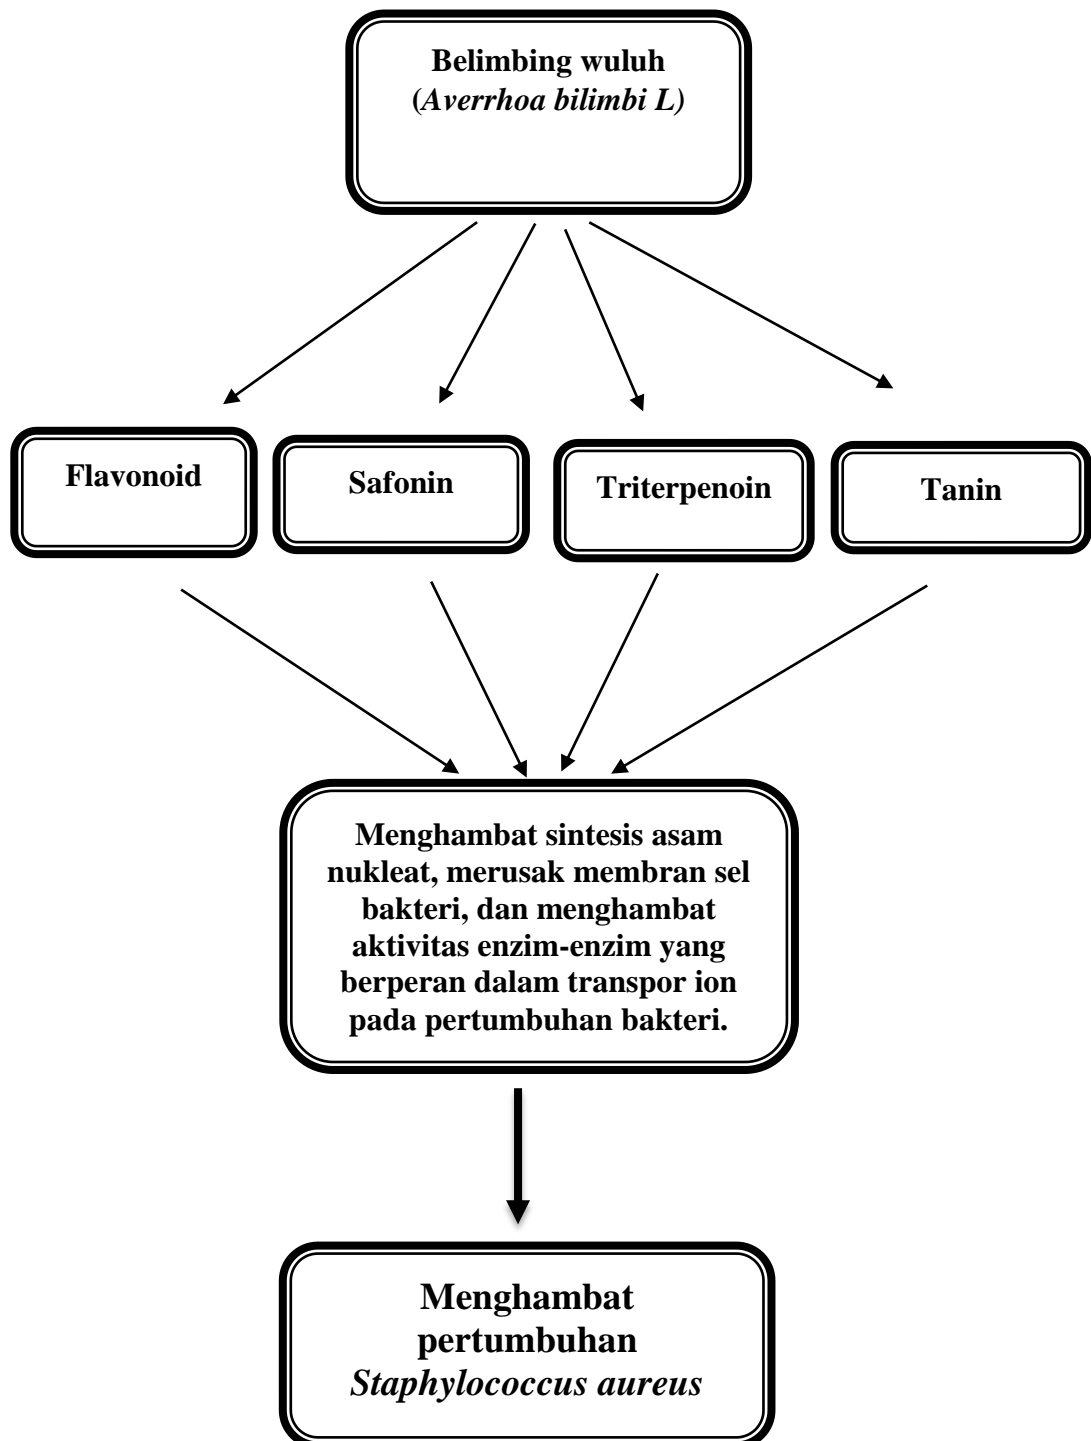 Belimbing wuluh
(Averrhoa bilimbi L)
Flavonoid
Safonin
Triterpenoin
Tanin
Menghambat sintesis asam
nukleat, merusak membran sel
bakteri, dan menghambat
aktivitas enzim-enzim yang
berperan dalam transpor ion
pada pertumbuhan bakteri.
Menghambat
pertumbuhan
Staphylococcus aureus